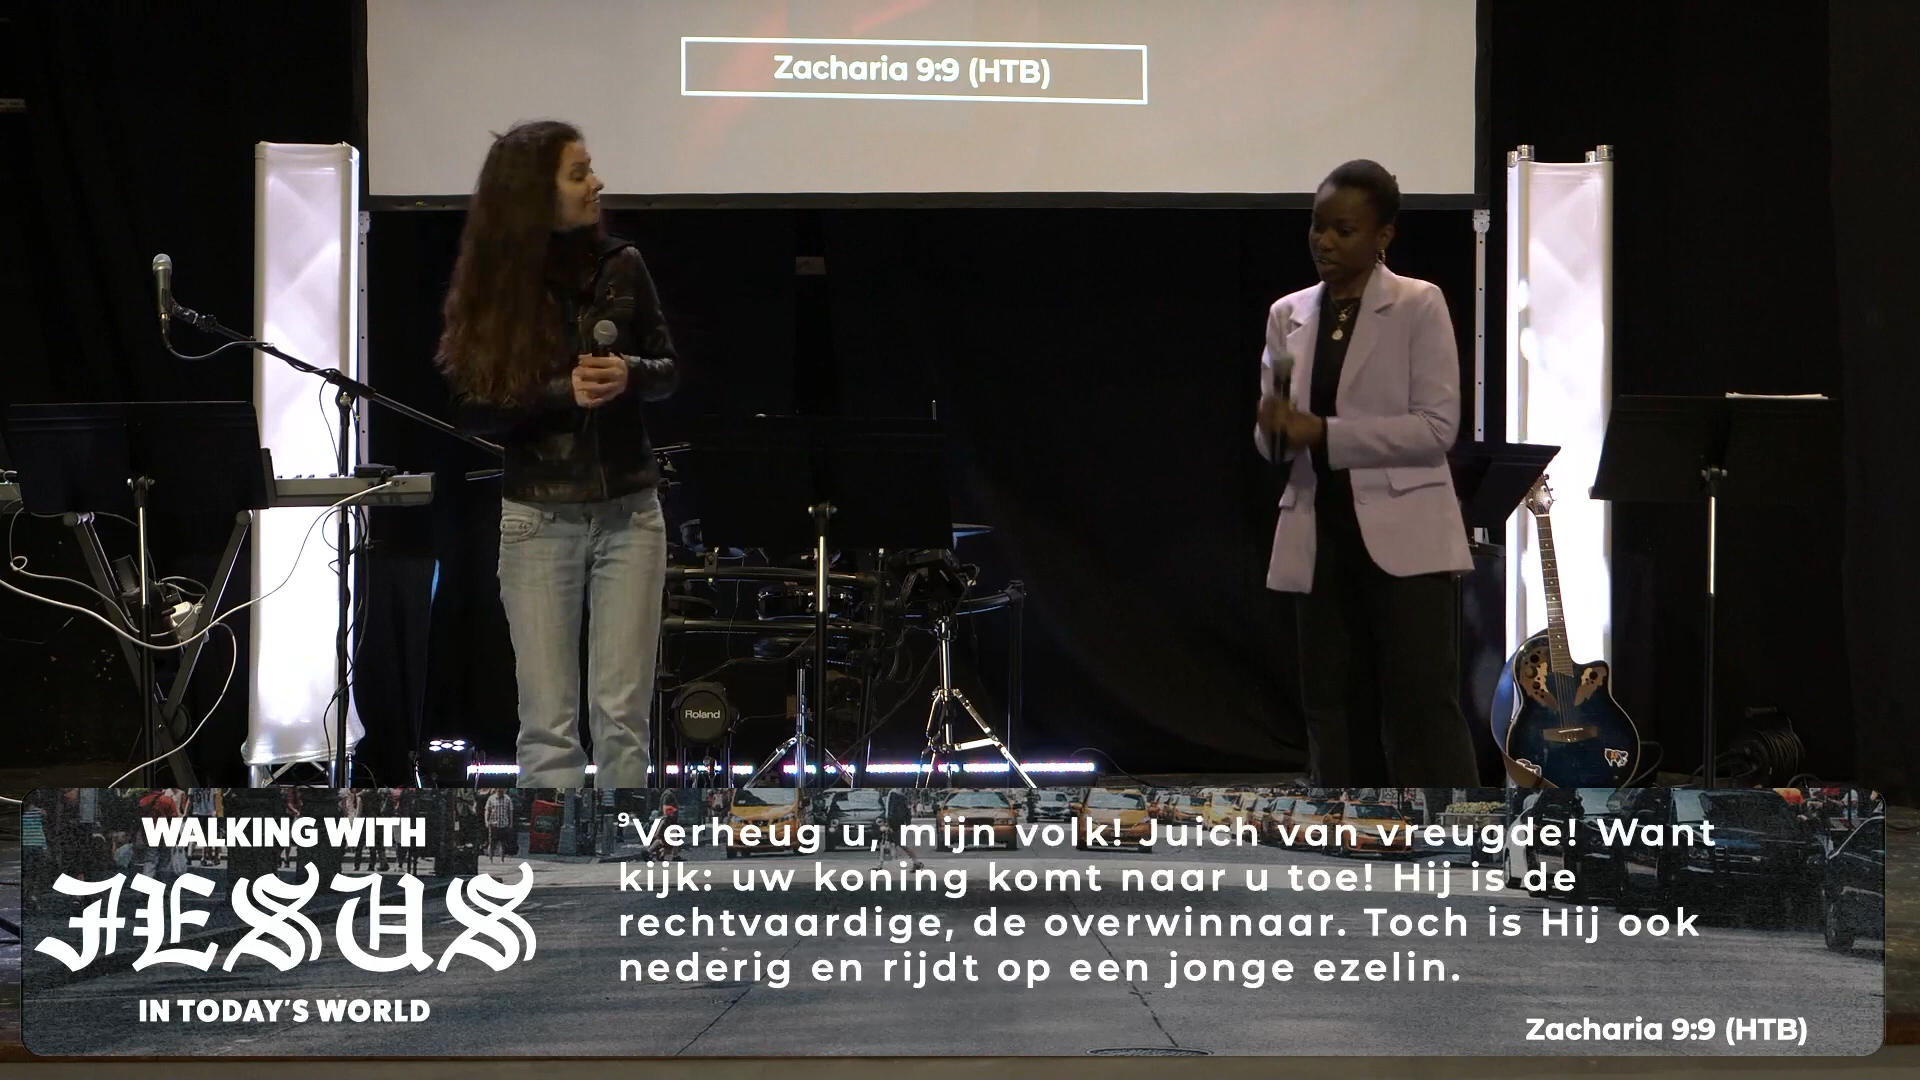 Zacharia 9:9 (HTB)
Roland
WALKING WITH
JESUS
IN TODAY'S WORLD
⁹Verheug u, mijn volk! Juich van vreugde! Want
kijk: uw koning komt naar u toe! Hij is de
rechtvaardige, de overwinnaar. Toch is Hij ook
nederig en rijdt op een jonge ezelin.
Zacharia 9:9 (HTB)